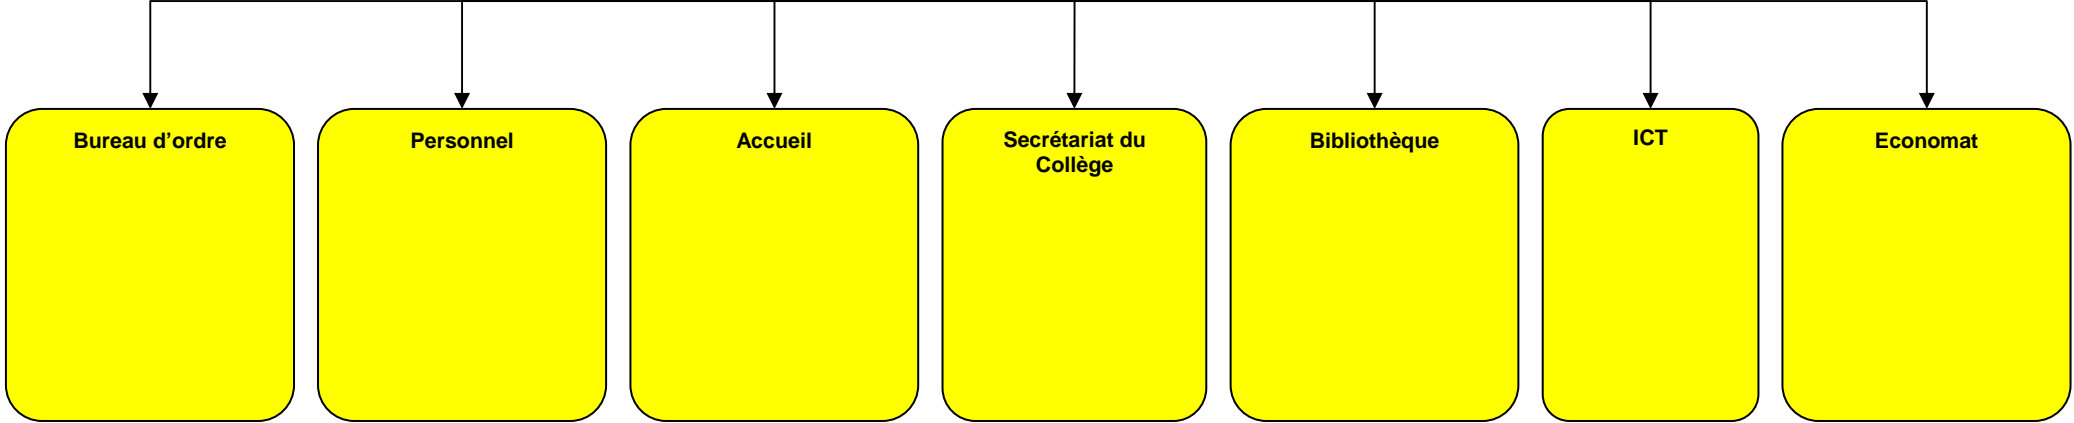 Bureau d’ordre
Personnel
Accueil
Secrétariat du
Collège
Bibliothèque
ICT
Economat